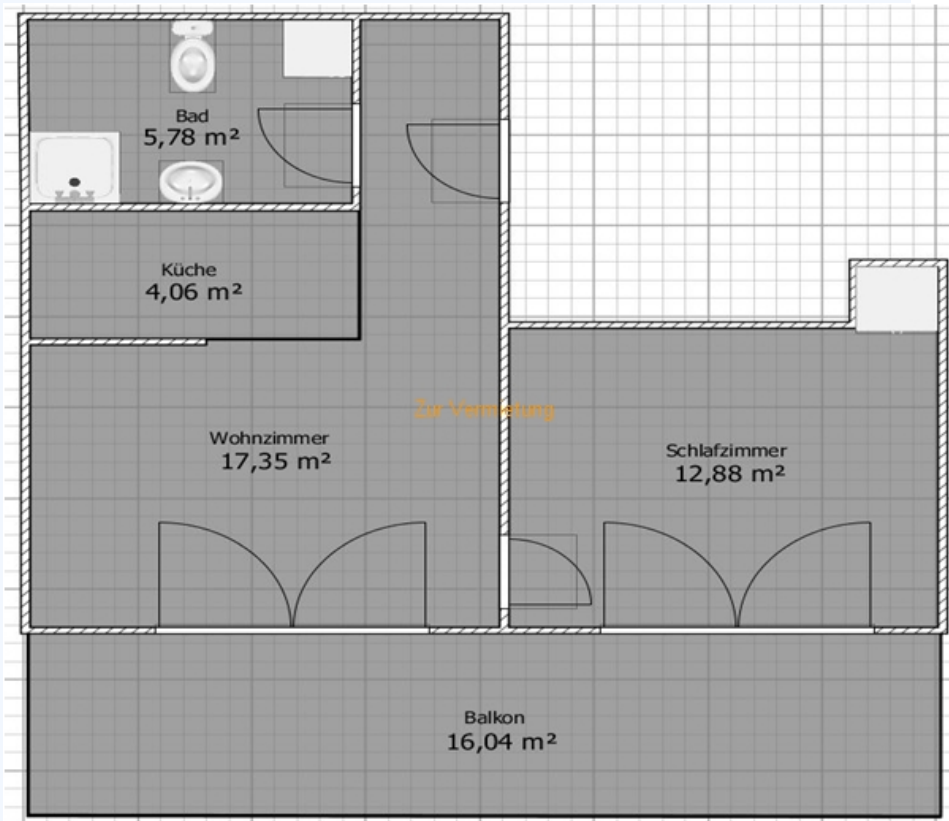 Bad
5,78 m²
Küche
4,06 m²
Zur Vermietung
Wohnzimmer
17,35 m²
Schlafzimmer
12,88 m²
Balkon
16,04 m²